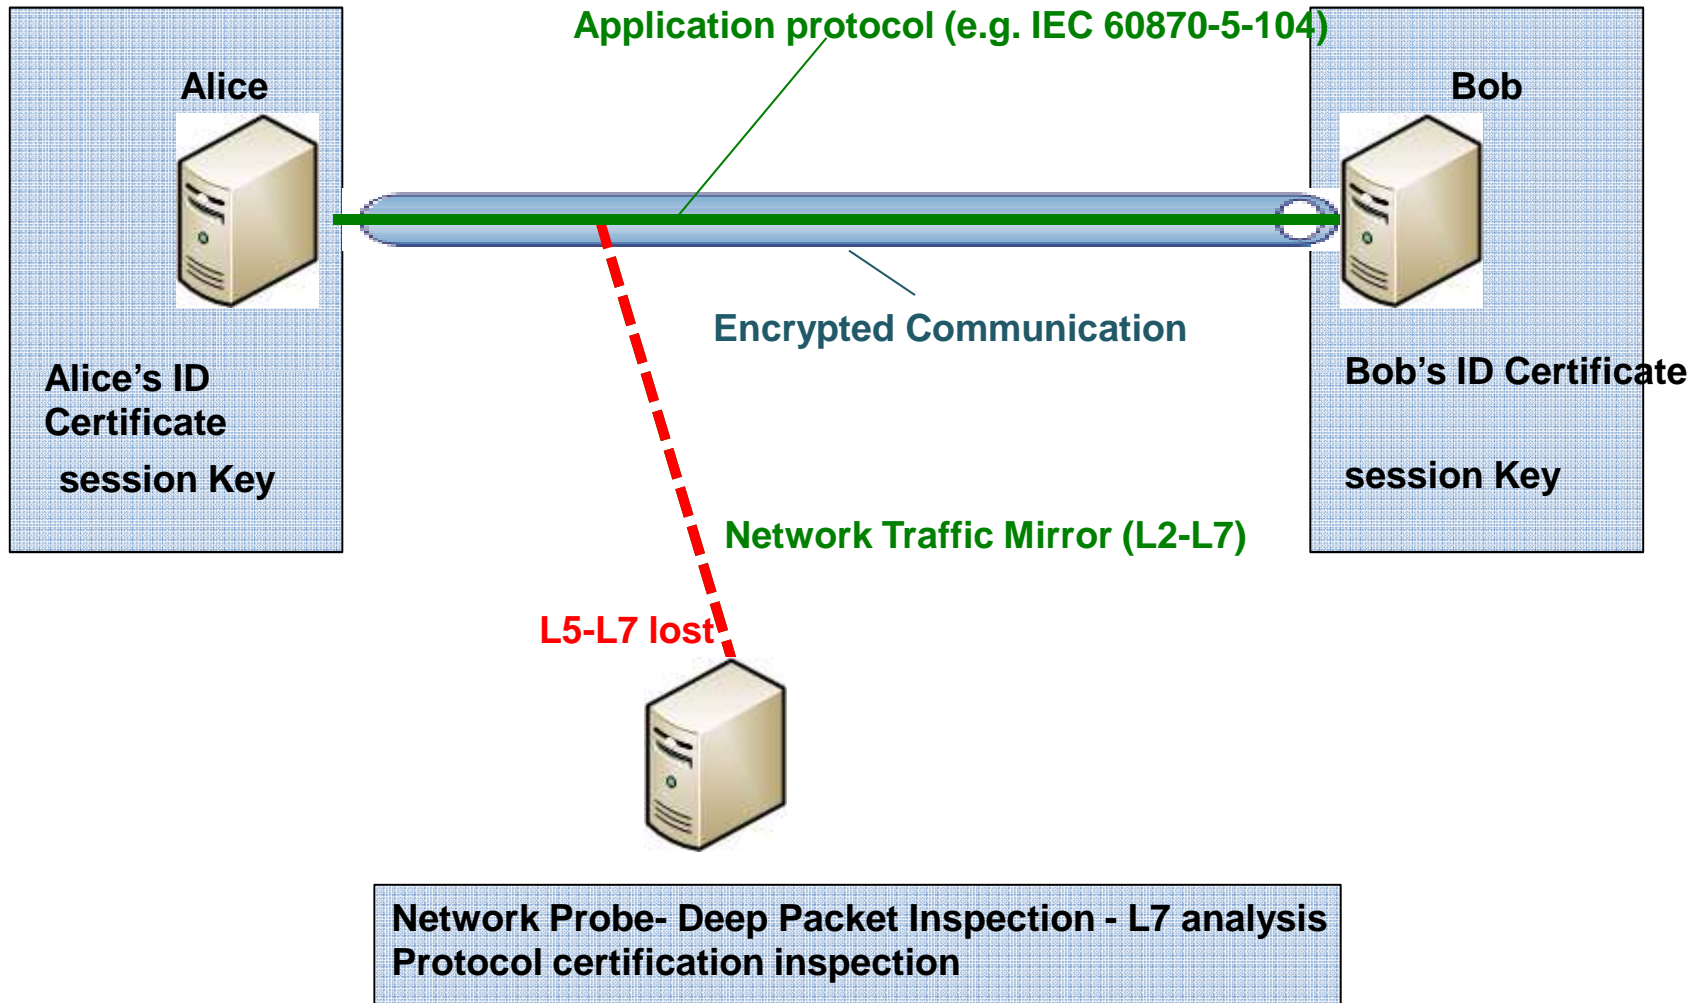 Application protocol (e.g. IEC 60870-5-104)
Alice
Bob
Encrypted Communication
Alice’s ID
Certificate
session Key
Bob’s ID Certificate
session Key
Network Traffic Mirror (L2-L7)
L5-L7 lost
Network Probe- Deep Packet Inspection - L7 analysis
Protocol certification inspection